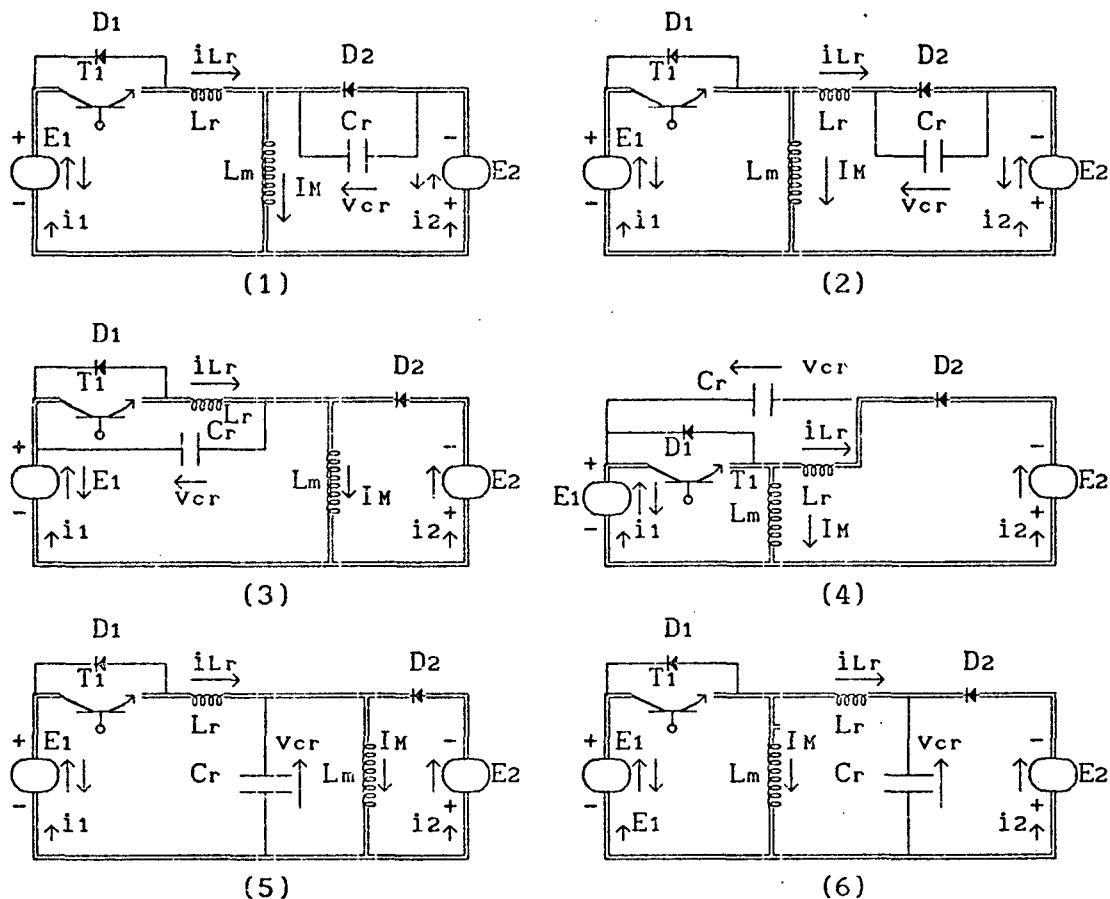 D1
iLr
T1
D2
Lr
Cr
+
E1
-
Lm
IM
vcr
-
E2
+
i1
i2
(1)
D1
iLr
T1
D2
Lr
Cr
+
E1
-
Lm
IM
vcr
-
E2
+
i1
i2
(2)
D1
iLr
T1
D2
Lr
Cr
+
E1
-
vcr
Lm
IM
-
E2
+
i1
i2
(3)
Cr
vcr
D2
D1
iLr
+
E1
-
T1
Lr
Lm
IM
-
E2
+
i1
i2
(4)
D1
iLr
T1
D2
Lr
+
E1
-
vcr
Cr
IM
Lm
-
E2
+
i1
i2
(5)
D1
iLr
T1
D2
Lr
+
E1
-
IM
Lm
vcr
Cr
-
E2
+
E1
i2
(6)